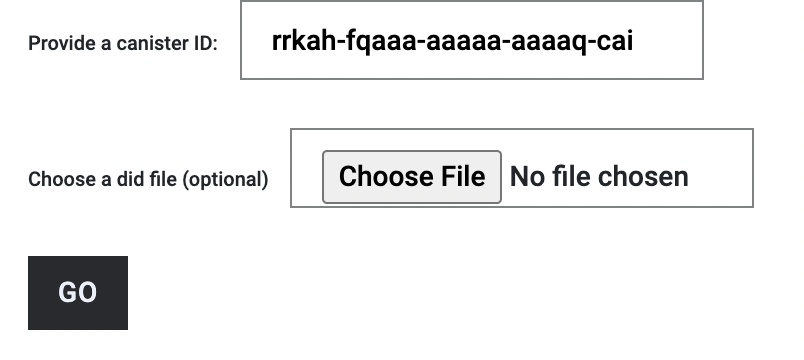 Provide a canister ID: rrkah-fqaaa-aaaaa-aaaaq-cai
Choose a did file (optional) Choose File No file chosen
GO